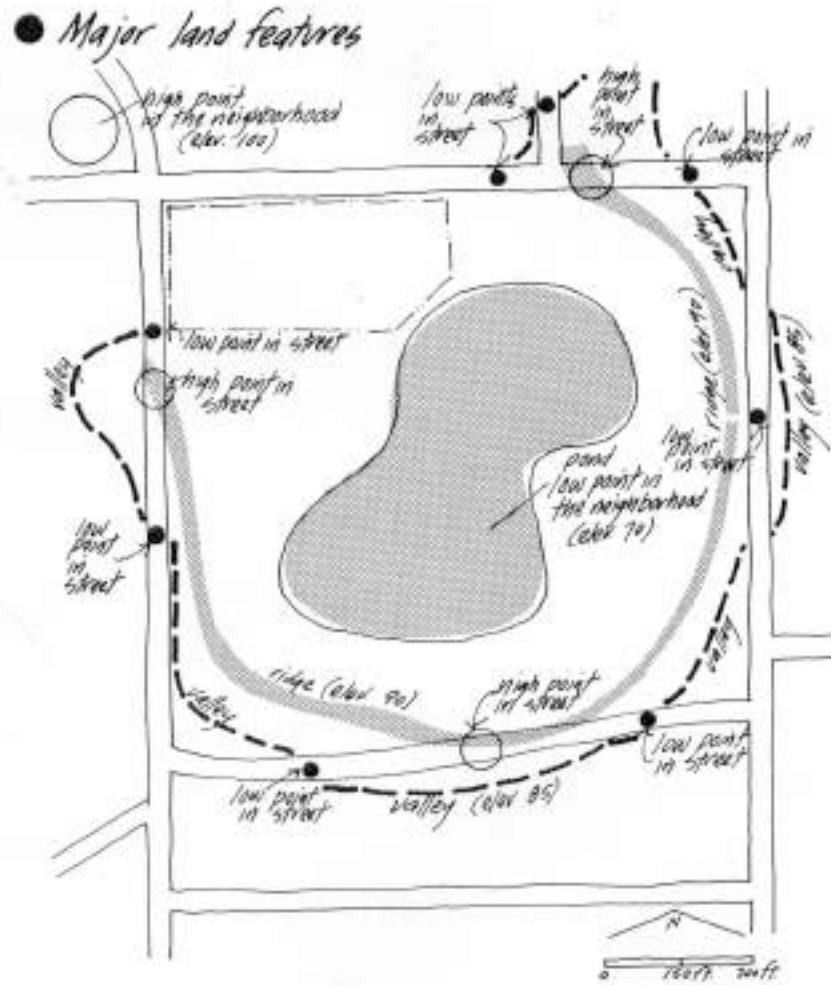 Major land features
high point
in the neighborhood
(elev. 100)
low points
in
street
high
point
in
street
low point in
street
valley
low point in street
high point in
street
valley
ridge (elev 90)
valley (elev 85)
low
point
in street
pond
low point in
the neighborhood
(elev 70)
low
point
in
street
valley
ridge (elev 90)
high point
in street
valley
low point
in street
low point
in street
valley (elev 85)
N
0 150 ft. 300 ft.